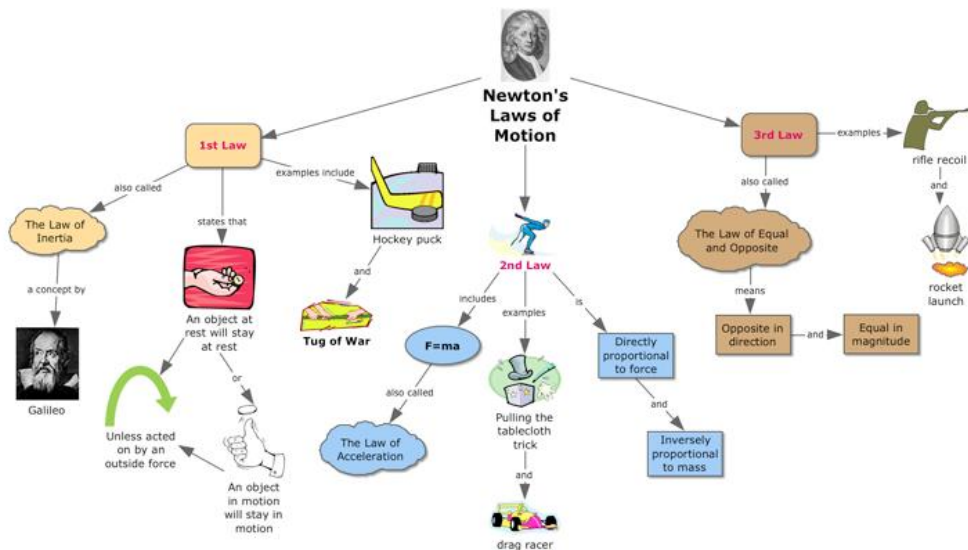 Newton's
Laws of
Motion
1st Law
also called
The Law of
Inertia
a concept by
Galileo
states that
An object at
rest will stay
at rest
or
An object
in motion
will stay in
motion
Unless acted
on by an
outside force
examples include
Hockey puck
and
Tug of War
2nd Law
includes
F=ma
also called
The Law of
Acceleration
examples
Pulling the
tablecloth
trick
and
drag racer
is
Directly
proportional
to force
and
Inversely
proportional
to mass
3rd Law
also called
The Law of Equal
and Opposite
means
Opposite in
direction
and
Equal in
magnitude
examples
rifle recoil
and
rocket
launch